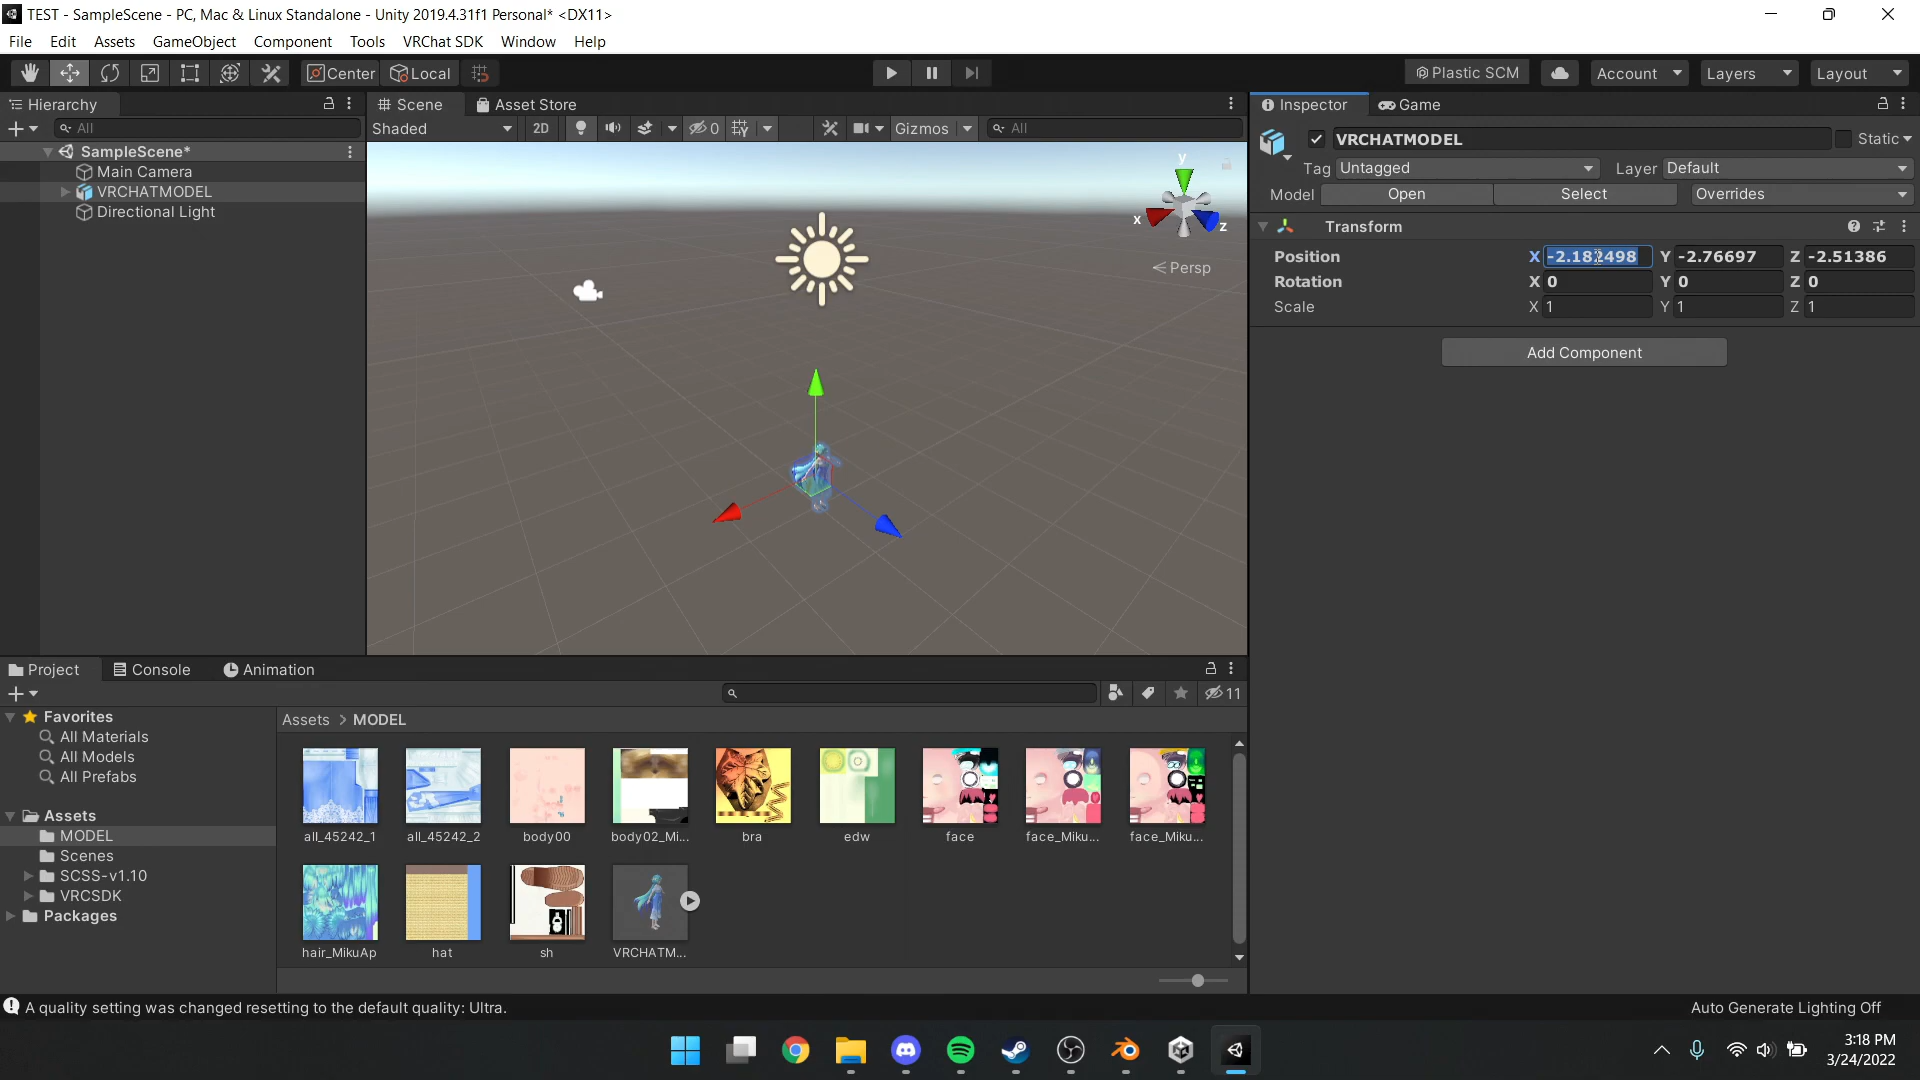 TEST - SampleScene - PC, Mac & Linux Standalone - Unity 2019.4.31f1 Personal* <DX11>
File Edit Assets GameObject Component Tools VRChat SDK Window Help
Center Local Plastic SCM Account Layers Layout
Hierarchy
All
SampleScene*
Main Camera
VRCHATMODEL
Directional Light
Scene Asset Store
Shaded 2D 0 Gizmos All
y
x
z
Persp
Inspector Game
VRCHATMODEL Static
Tag Untagged Layer Default
Model Open Select Overrides
Transform
Position X -2.182498 Y -2.76697 Z -2.51386
Rotation X 0 Y 0 Z 0
Scale X 1 Y 1 Z 1
Add Component
Project Console Animation
11
Favorites
All Materials
All Models
All Prefabs
Assets
MODEL
Scenes
SCSS-v1.10
VRCSDK
Packages
Assets > MODEL
all_45242_1 all_45242_2 body00 body02_Mi... bra edw face face_Miku... face_Miku...
hair_MikuAp hat sh VRCHATM...
A quality setting was changed resetting to the default quality: Ultra.
Auto Generate Lighting Off
3:18 PM
3/24/2022